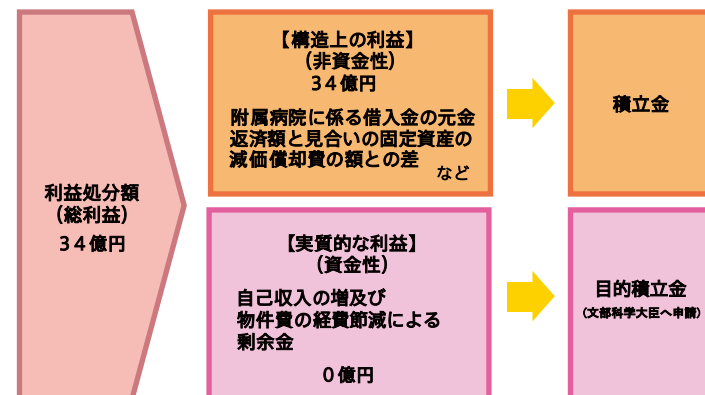 利益処分額
（総利益）
３４億円
【構造上の利益】
（非資金性）
３４億円
附属病院に係る借入金の元金
返済額と見合いの固定資産の
減価償却費の額との差
など
積立金
【実質的な利益】
（資金性）
自己収入の増及び
物件費の経費節減による
剰余金
０億円
目的積立金
（文部科学大臣へ申請）